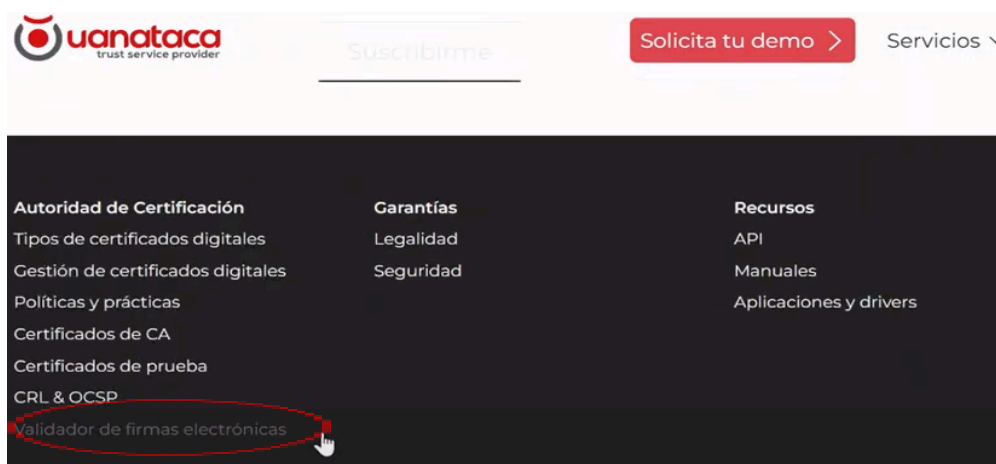 uanataca
trust service provider
Suscribirme
Solicita tu demo
Servicios
Autoridad de Certificación
Tipos de certificados digitales
Gestión de certificados digitales
Políticas y prácticas
Certificados de CA
Certificados de prueba
CRL & OCSP
Validador de firmas electrónicas
Garantías
Legalidad
Seguridad
Recursos
API
Manuales
Aplicaciones y drivers